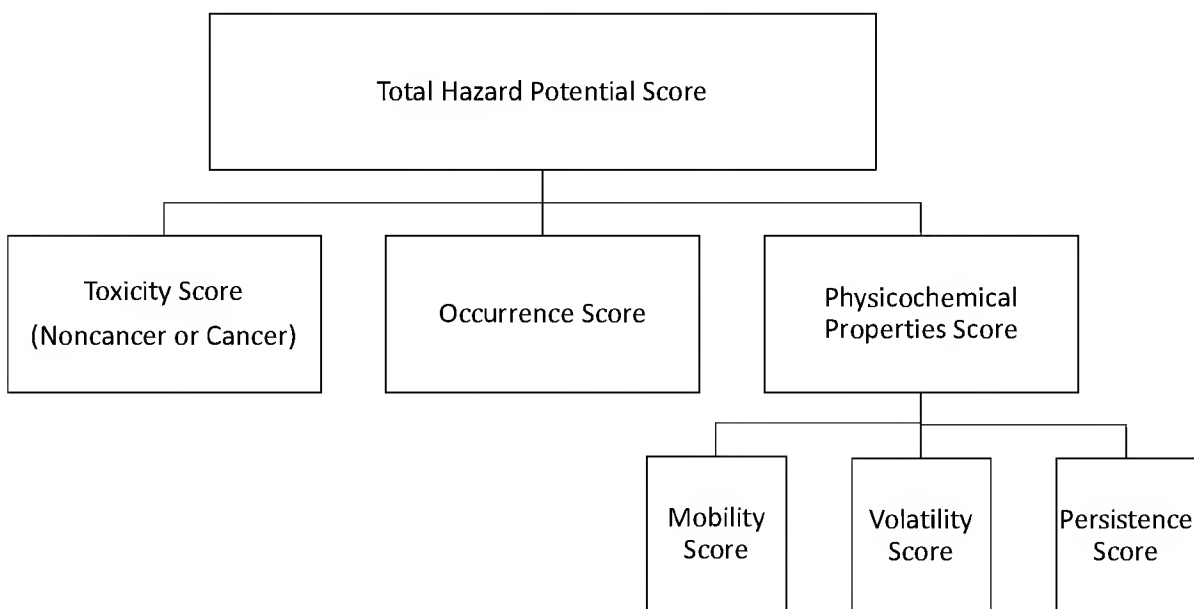 Total Hazard Potential Score
Toxicity Score
(Noncancer or Cancer)
Occurrence Score
Physicochemical
Properties Score
Mobility
Score
Volatility
Score
Persistence
Score